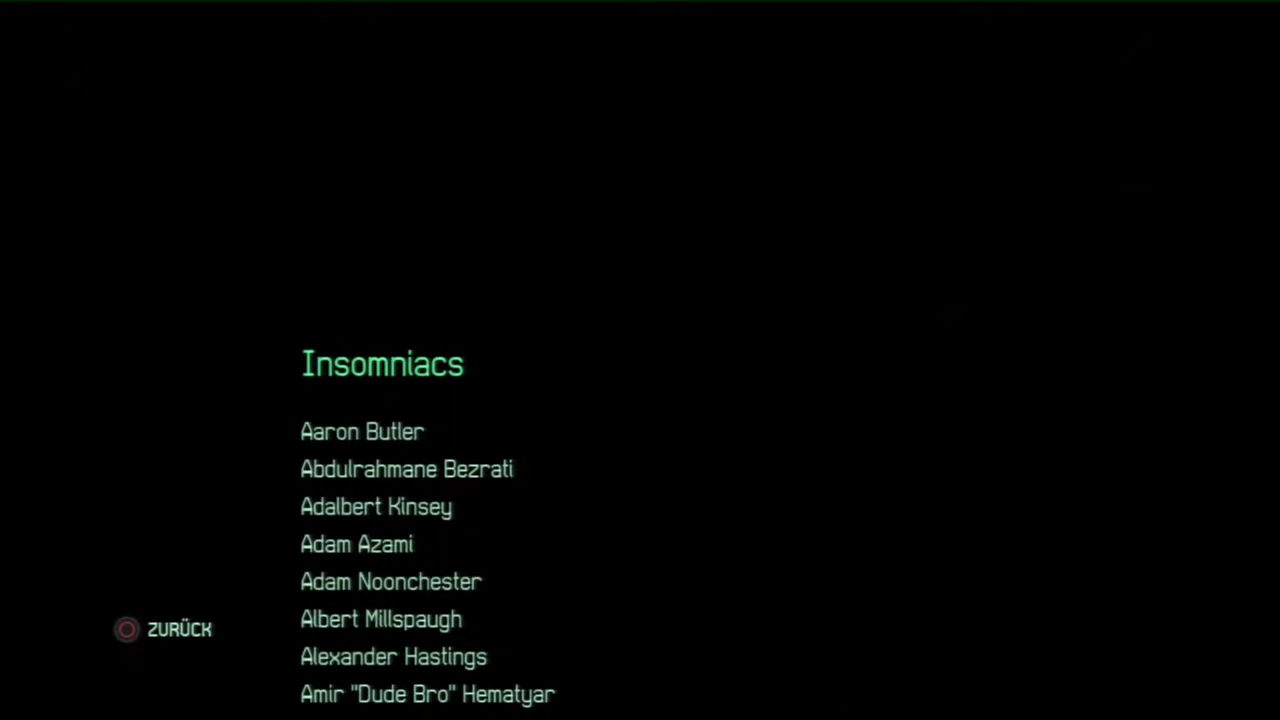 Insomniacs
Aaron Butler
Abdulrahmane Bezrati
Adalbert Kinsey
Adam Azami
Adam Noonchester
Albert Millspaugh
ZURÜCK
Alexander Hastings
Amir "Dude Bro" Hematyar